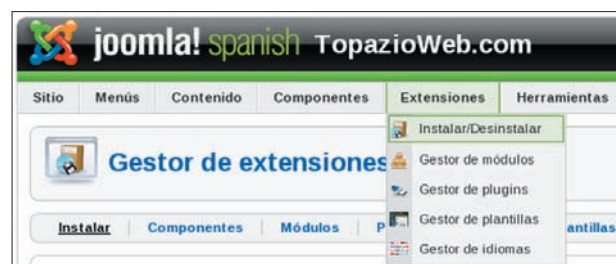 joomla! spanish TopazioWeb.com
Sitio Menús Contenido Componentes Extensiones Herramientas
Instalar/Desinstalar
Gestor de extensiones
Gestor de módulos
Gestor de plugins
Gestor de plantillas
Instalar Componentes Módulos P antillas
Gestor de idiomas